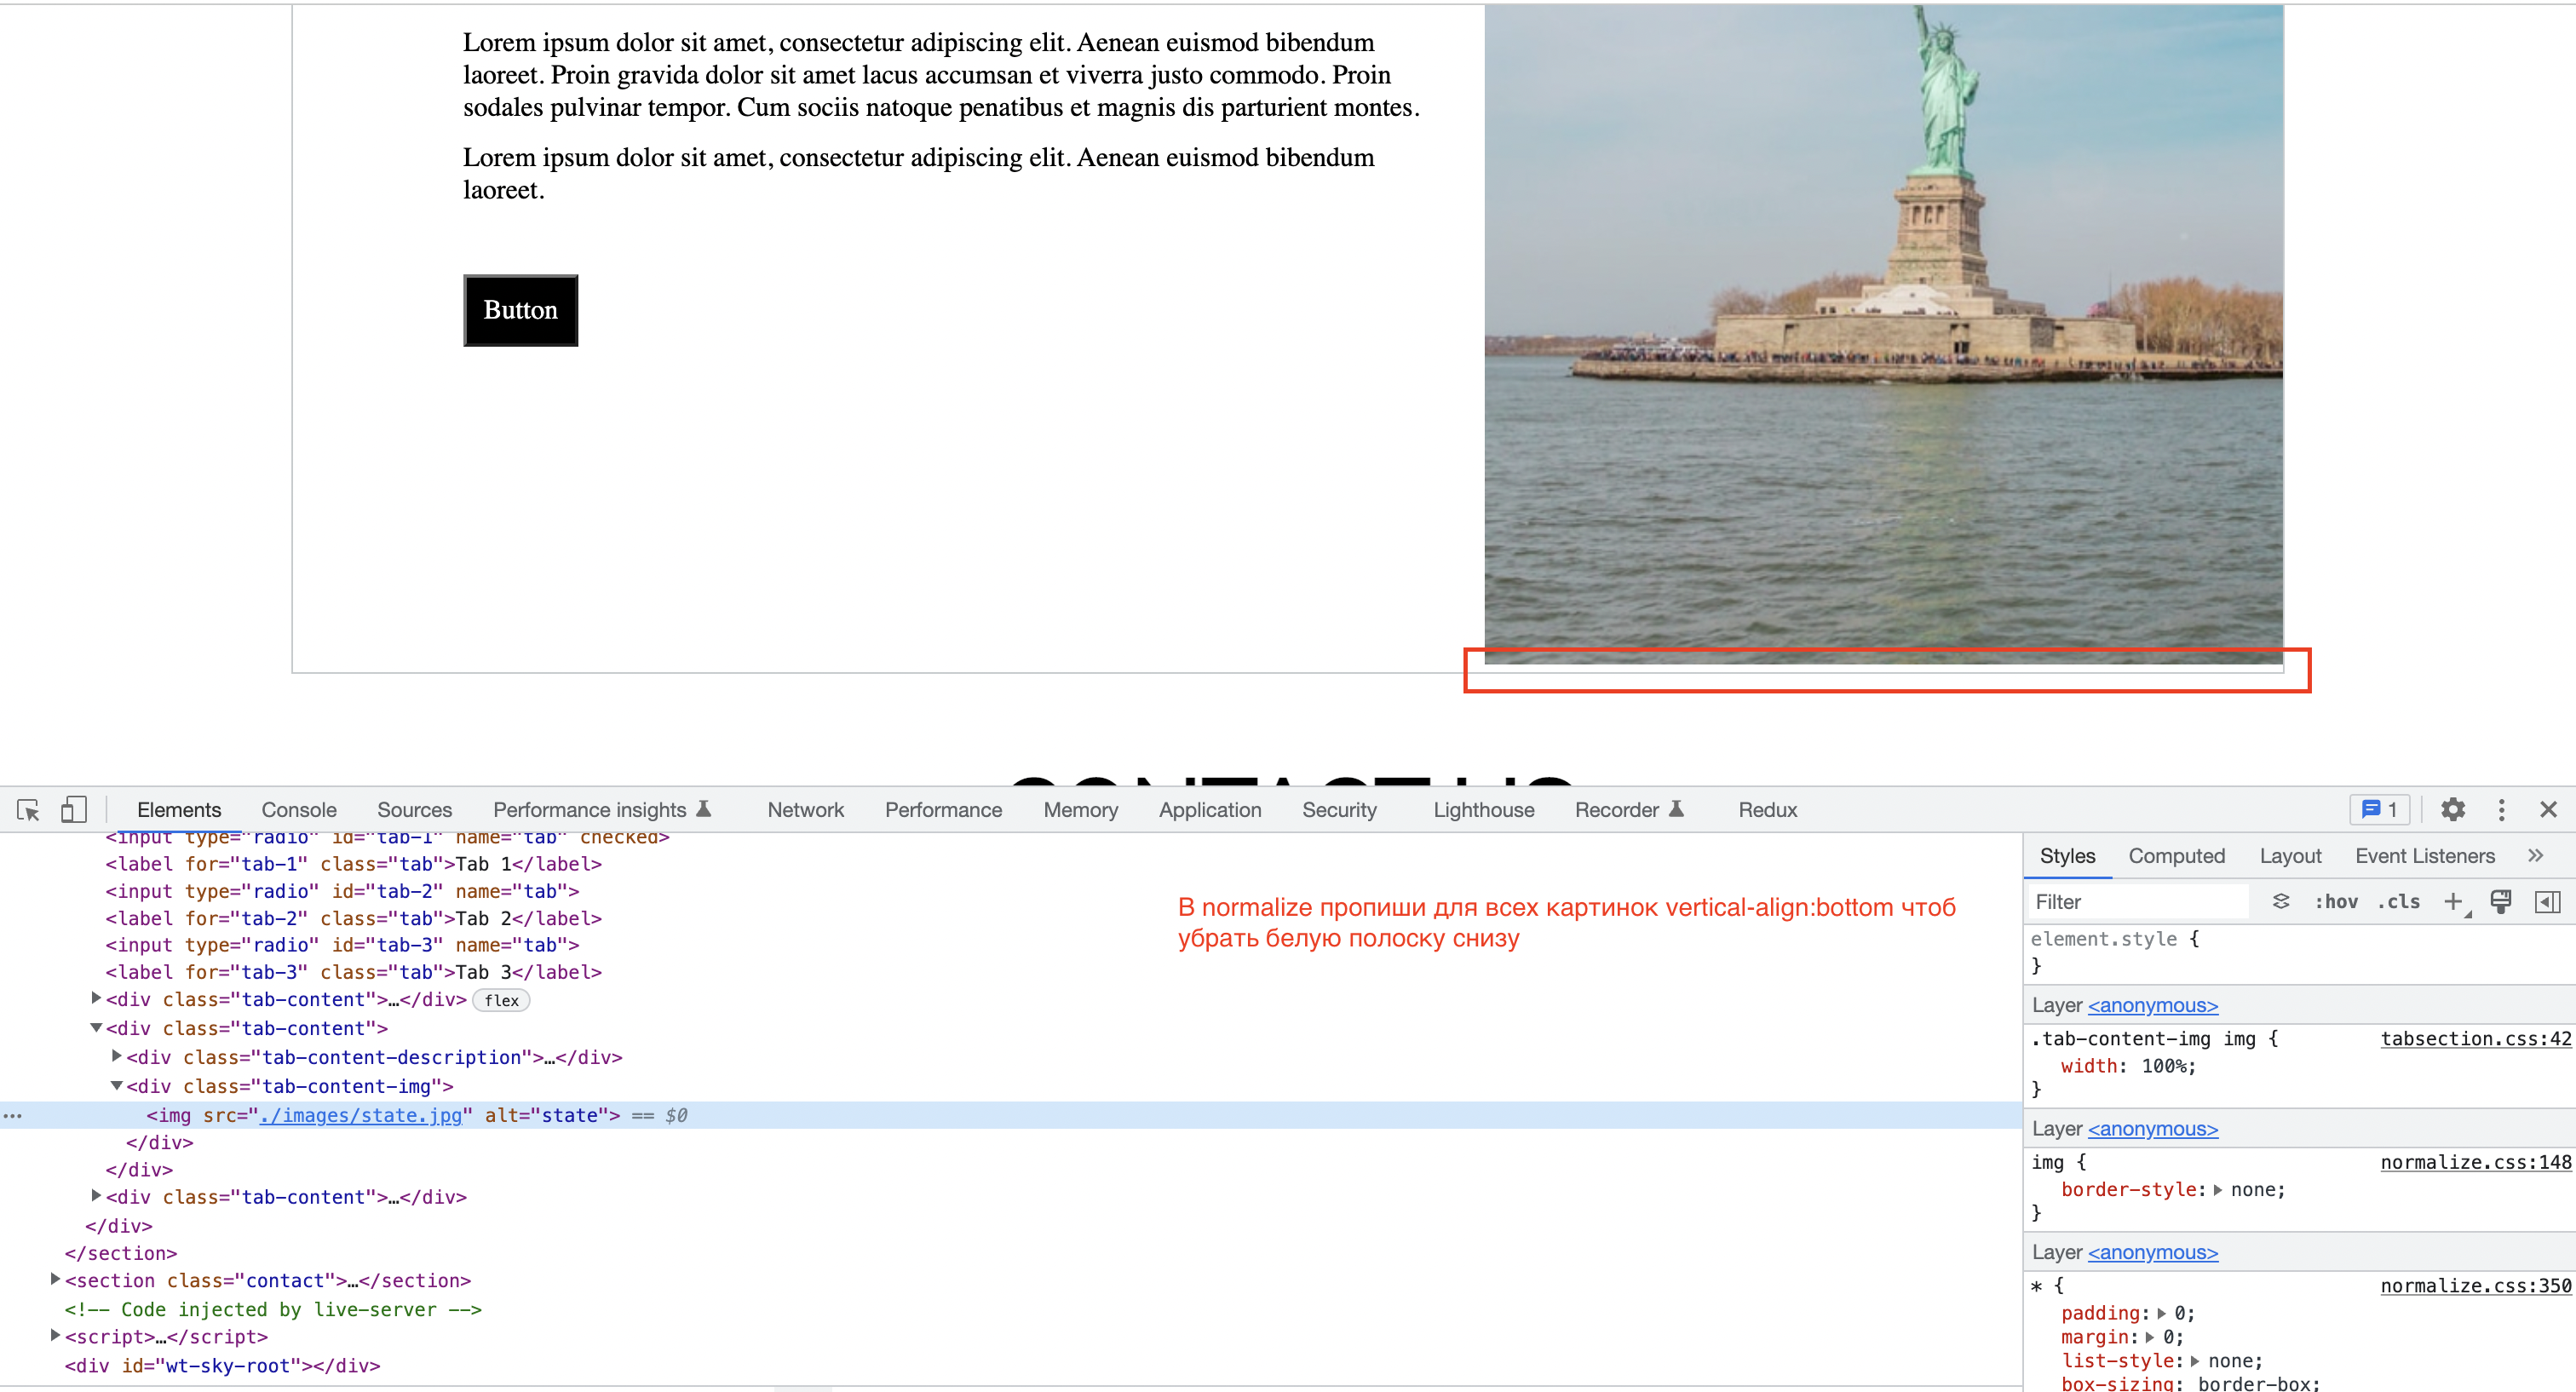 Lorem ipsum dolor sit amet, consectetur adipiscing elit. Aenean euismod bibendum
laoreet. Proin gravida dolor sit amet lacus accumsan et viverra justo commodo. Proin
sodales pulvinar tempor. Cum sociis natoque penatibus et magnis dis parturient montes.
Lorem ipsum dolor sit amet, consectetur adipiscing elit. Aenean euismod bibendum
laoreet.
Button
CONTACT US
Elements Console Sources Performance insights Network Performance Memory Application Security Lighthouse Recorder Redux 1
<input type="radio" id="tab-1" name="tab" checked>
<label for="tab-1" class="tab">Tab 1</label>
<input type="radio" id="tab-2" name="tab">
<label for="tab-2" class="tab">Tab 2</label>
<input type="radio" id="tab-3" name="tab">
<label for="tab-3" class="tab">Tab 3</label>
<div class="tab-content">…</div> flex
<div class="tab-content">
<div class="tab-content-description">…</div>
<div class="tab-content-img">
<img src="./images/state.jpg" alt="state"> == $0
</div>
</div>
<div class="tab-content">…</div>
</div>
</section>
<section class="contact">…</section>
<!-- Code injected by live-server -->
<script>…</script>
<div id="wt-sky-root"></div>
В normalize пропиши для всех картинок vertical-align:bottom чтоб
убрать белую полоску снизу
Styles Computed Layout Event Listeners »
Filter :hov .cls +
element.style {
}
Layer <anonymous>
.tab-content-img img { tabsection.css:42
width: 100%;
}
Layer <anonymous>
img { normalize.css:148
border-style: none;
}
Layer <anonymous>
* { normalize.css:350
padding: 0;
margin: 0;
list-style: none;
box-sizing: border-box;